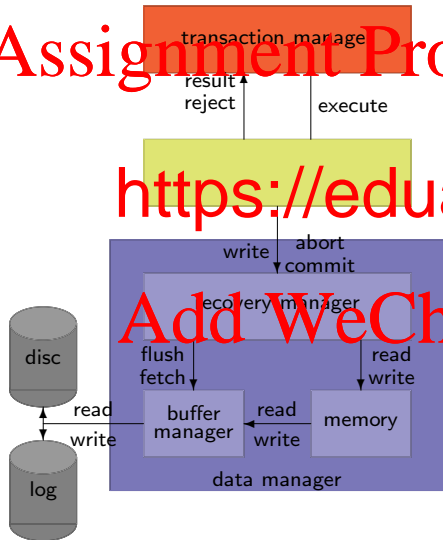 transaction manager
Assignment Pro
result
reject
execute
https://edua
write
abort
commit
recovery manager
Add WeCh
disc
flush
fetch
read
write
read
write
buffer
manager
read
write
memory
log
data manager